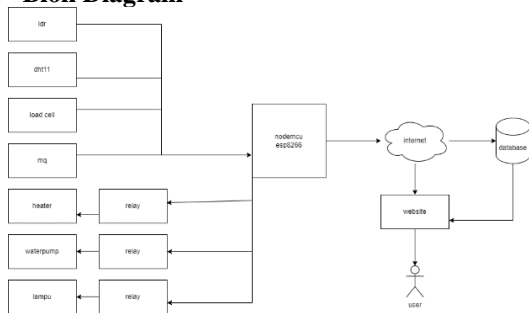 Blok Diagram
ldr
dht11
load cell
mq
nodemcu
esp8266
internet
database
heater
relay
website
waterpump
relay
lampu
relay
user